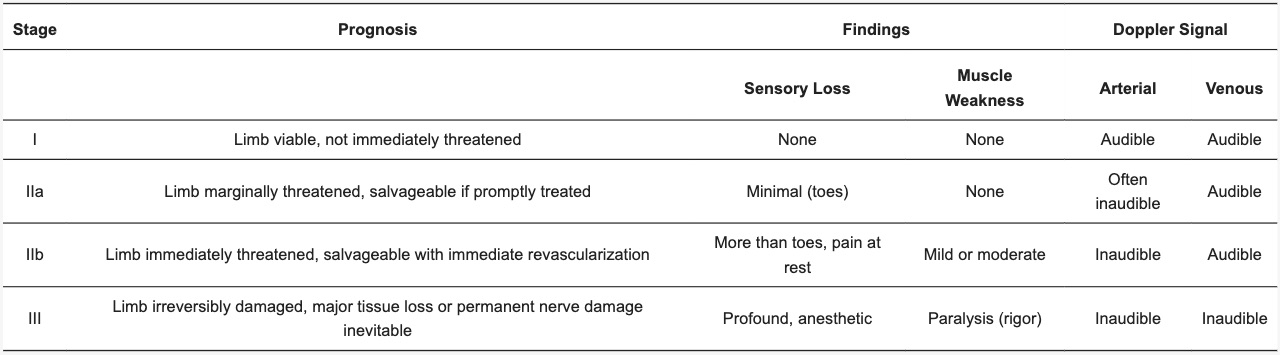 Stage Prognosis Findings Doppler Signal
Sensory Loss Muscle Weakness Arterial Venous
I Limb viable, not immediately threatened None None Audible Audible
IIa Limb marginally threatened, salvageable if promptly treated Minimal (toes) None Often inaudible Audible
IIb Limb immediately threatened, salvageable with immediate revascularization More than toes, pain at rest Mild or moderate Inaudible Audible
III Limb irreversibly damaged, major tissue loss or permanent nerve damage inevitable Profound, anesthetic Paralysis (rigor) Inaudible Inaudible